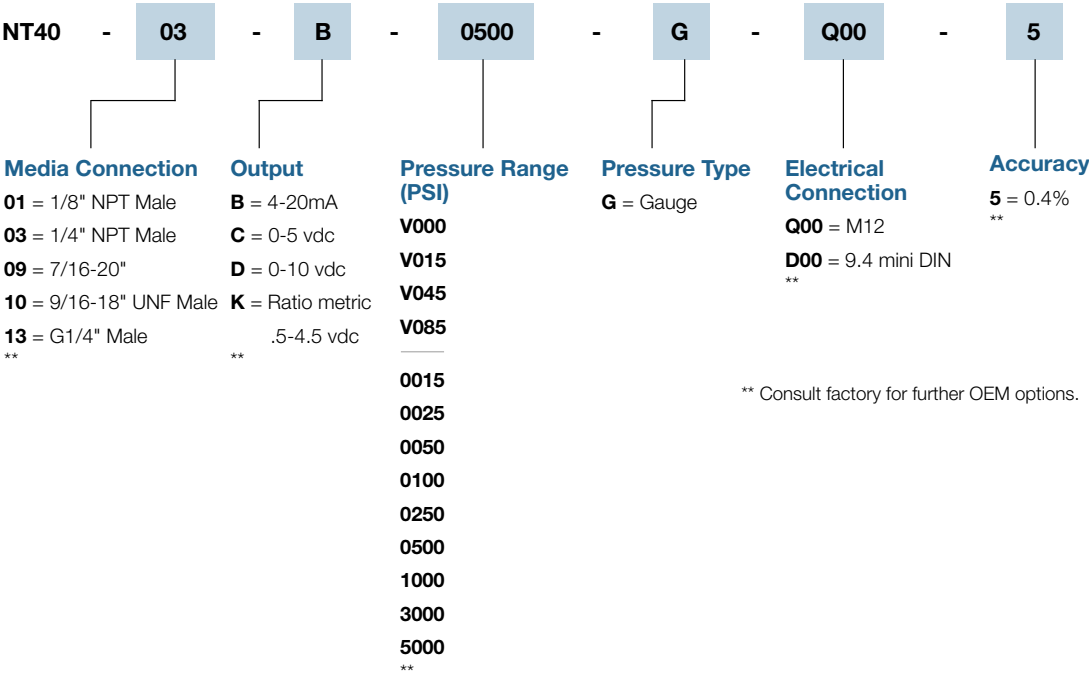 NT40 - 03 - B - 0500 - G - Q00 - 5
Media Connection
01 = 1/8" NPT Male
03 = 1/4" NPT Male
09 = 7/16-20"
10 = 9/16-18" UNF Male
13 = G1/4" Male
**
Output
B = 4-20mA
C = 0-5 vdc
D = 0-10 vdc
K = Ratio metric
.5-4.5 vdc
**
Pressure Range
(PSI)
V000
V015
V045
V085
0015
0025
0050
0100
0250
0500
1000
3000
5000
**
Pressure Type
G = Gauge
Electrical
Connection
Q00 = M12
D00 = 9.4 mini DIN
**
Accuracy
5 = 0.4%
**
** Consult factory for further OEM options.